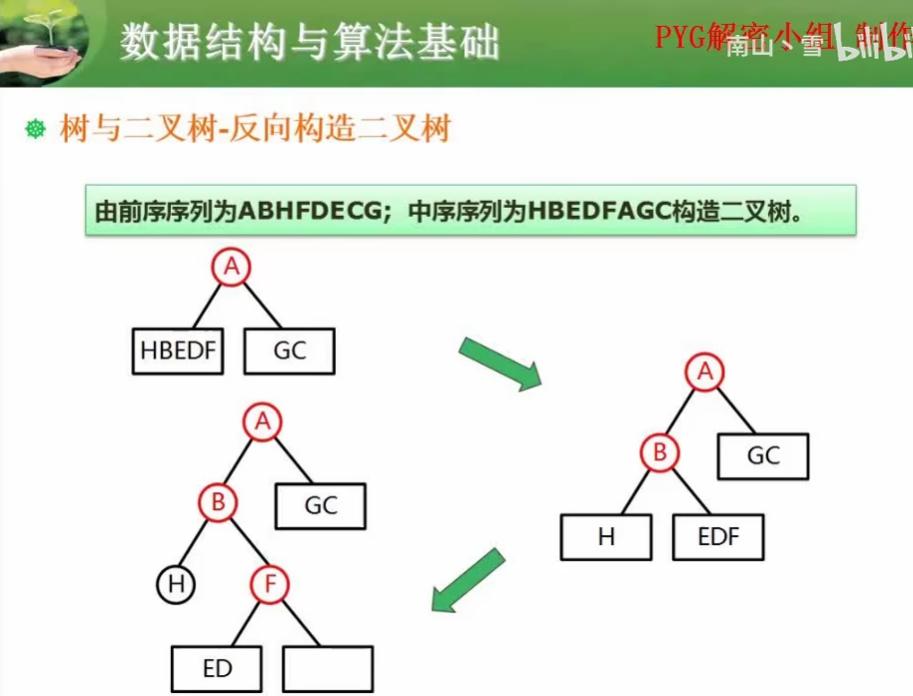 数据结构与算法基础
PYG解密小组 制作
南山丶雪 bilibili
树与二叉树-反向构造二叉树
由前序序列为ABHFDECG；中序序列为HBEDFAGC构造二叉树。
A
HBEDF GC
A
B GC
H EDF
A
B GC
H F
ED